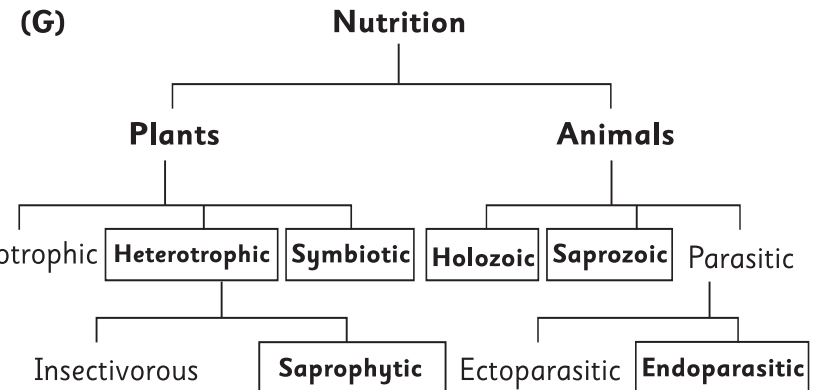 (G) Nutrition
Plants Animals
otrophic Heterotrophic Symbiotic Holozoic Saprozoic Parasitic
Insectivorous Saprophytic Ectoparasitic Endoparasitic